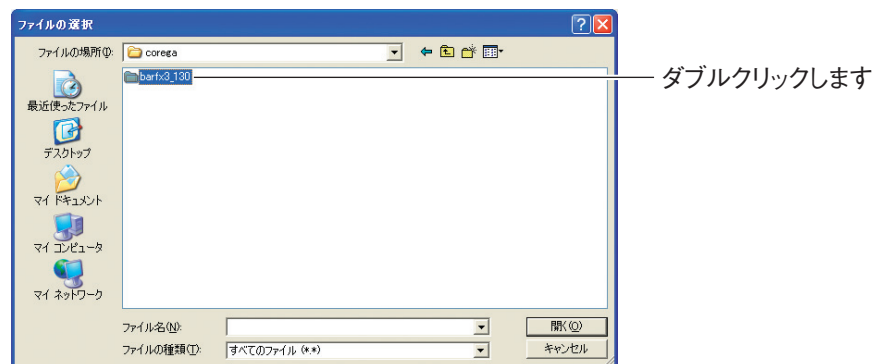 ファイルの選択
ファイルの場所(I):
corega
barfx3_130
ダブルクリックします
最近使ったファイル
デスクトップ
マイ ドキュメント
マイ コンピュータ
マイ ネットワーク
ファイル名(N):
開く(O)
ファイルの種類(T):
すべてのファイル (*.*)
キャンセル